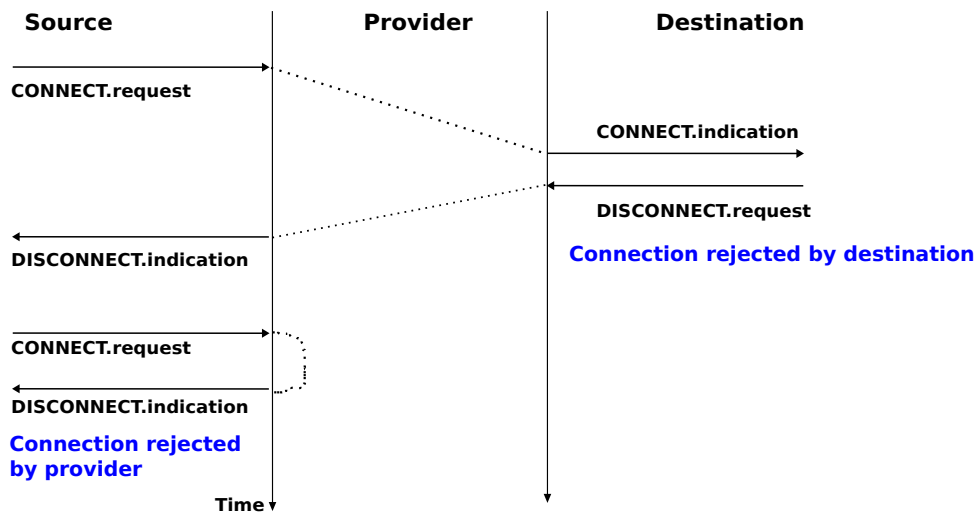 Source
Provider
Destination
CONNECT.request
CONNECT.indication
DISCONNECT.request
DISCONNECT.indication
Connection rejected by destination
CONNECT.request
DISCONNECT.indication
Connection rejected
by provider
Time